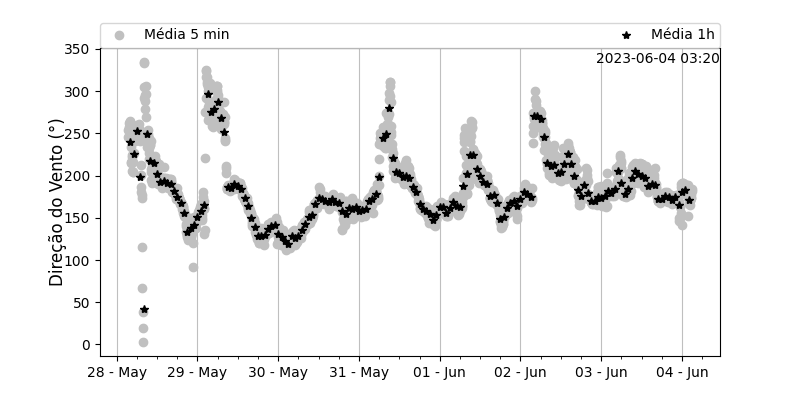 Média 5 min
Média 1h
2023-06-04 03:20
Direção do Vento (°)
350
300
250
200
150
100
50
0
28 - May
29 - May
30 - May
31 - May
01 - Jun
02 - Jun
03 - Jun
04 - Jun